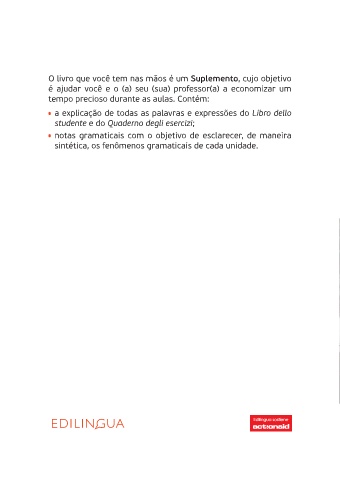 O livro que você tem nas mãos é um Suplemento, cujo objetivo
é ajudar você e o (a) seu (sua) professor(a) a economizar um
tempo precioso durante as aulas. Contém:
• a explicação de todas as palavras e expressões do Libro dello
studente e do Quaderno degli esercizi;
• notas gramaticais com o objetivo de esclarecer, de maneira
sintética, os fenômenos gramaticais de cada unidade.
EDILINGUA
Edilingua sostiene
actionaid